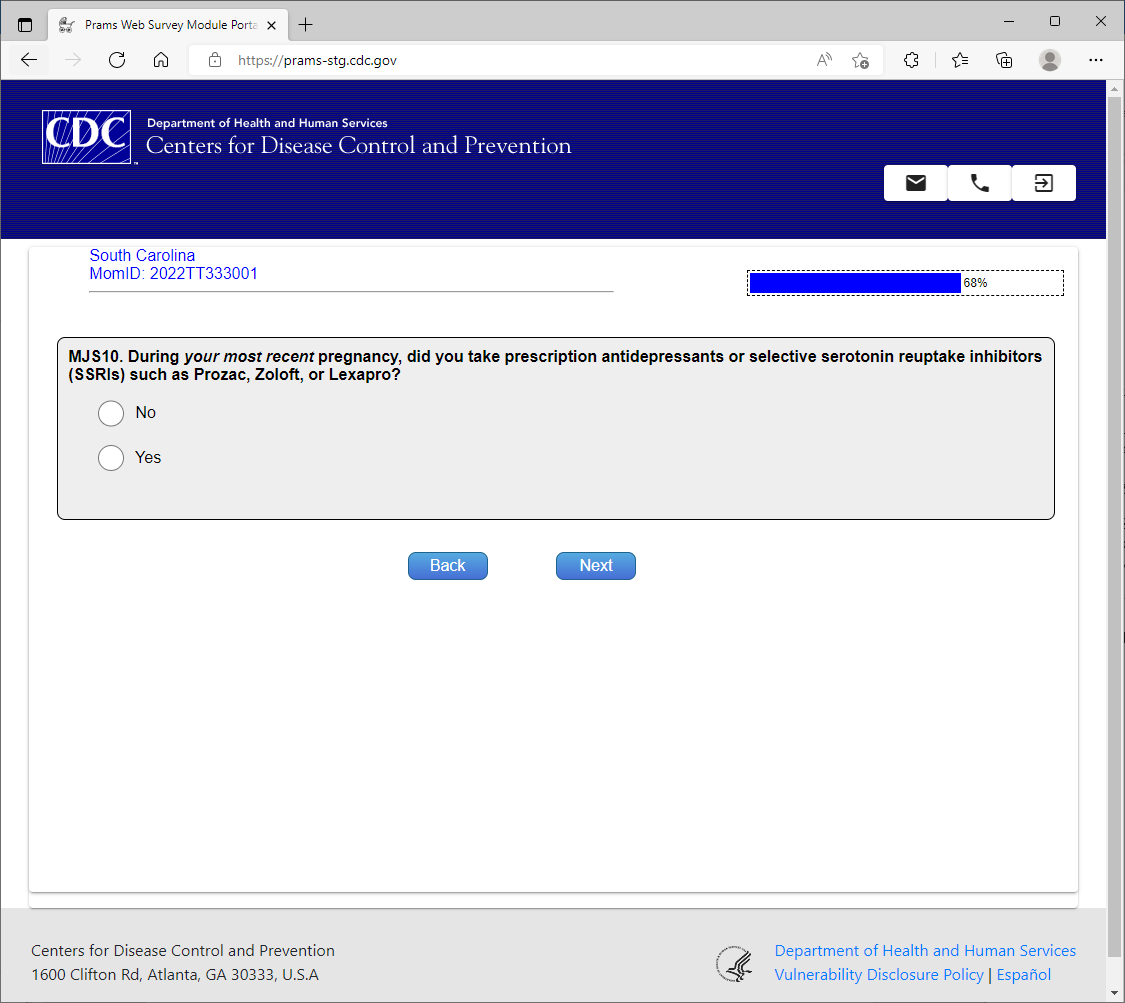 Prams Web Survey Module Porta
https://prams-stg.cdc.gov
CDC
Department of Health and Human Services
Centers for Disease Control and Prevention
South Carolina
MomID: 2022TT333001
68%
MJS10. During your most recent pregnancy, did you take prescription antidepressants or selective serotonin reuptake inhibitors
(SSRIs) such as Prozac, Zoloft, or Lexapro?
No
Yes
Back Next
Centers for Disease Control and Prevention
1600 Clifton Rd, Atlanta, GA 30333, U.S.A
Department of Health and Human Services
Vulnerability Disclosure Policy | Español